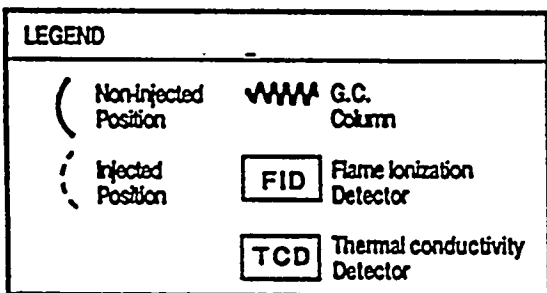 LEGEND
Non-Injected
Position
G.C.
Column
Injected
Position
FID
Flame Ionization
Detector
TCD
Thermal conductivity
Detector